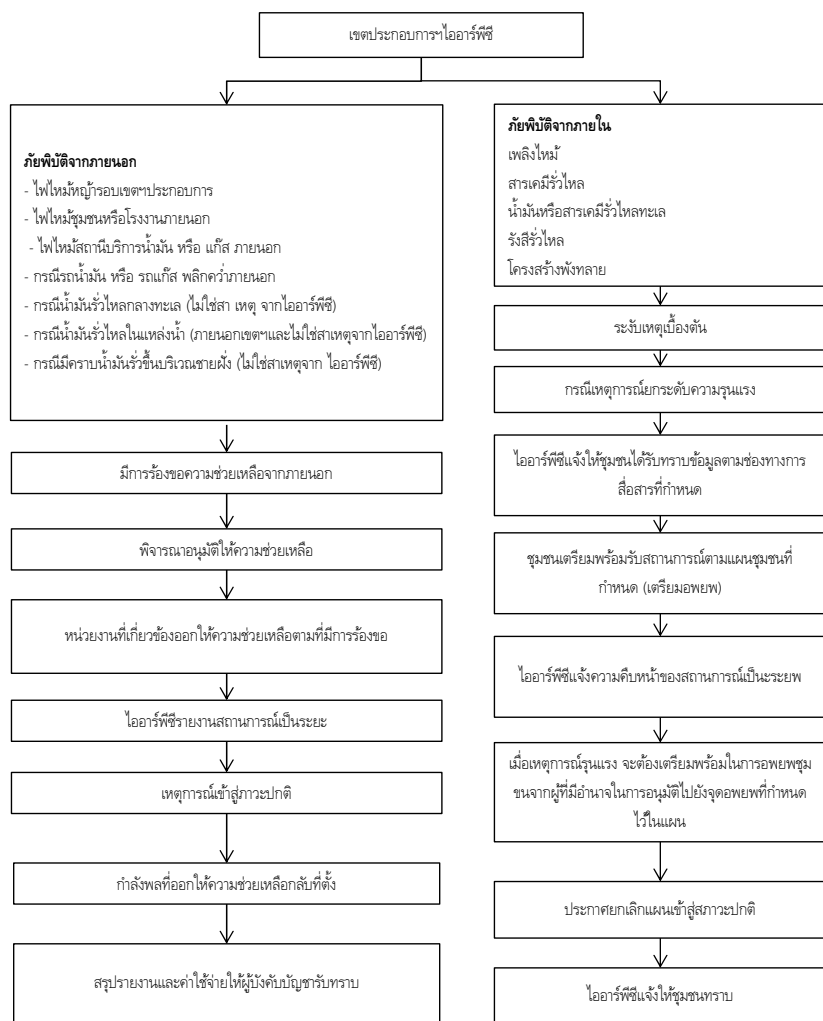 เขตประกอบการฯไออาร์พีซี
ภัยพิบัติจากภายนอก
- ไฟไหม้หญ้ารอบเขตฯประกอบการ
- ไฟไหม้ชุมชนหรือโรงงานภายนอก
- ไฟไหม้สถานีบริการน้ำมัน หรือ แก๊ส ภายนอก
- กรณีรถน้ำมัน หรือ รถแก๊ส พลิกคว่ำภายนอก
- กรณีน้ำมันรั่วไหลกลางทะเล (ไม่ใช่สา เหตุ จากไออาร์พีซี)
- กรณีน้ำมันรั่วไหลในแหล่งน้ำ (ภายนอกเขตฯและไม่ใช่สาเหตุจากไออาร์พีซี)
- กรณีมีคราบน้ำมันรั่วขึ้นบริเวณชายฝั่ง (ไม่ใช่สาเหตุจาก ไออาร์พีซี)
มีการร้องขอความช่วยเหลือจากภายนอก
พิจารณาอนุมัติให้ความช่วยเหลือ
หน่วยงานที่เกี่ยวข้องออกให้ความช่วยเหลือตามที่มีการร้องขอ
ไออาร์พีซีรายงานสถานการณ์เป็นระยะ
เหตุการณ์เข้าสู่ภาวะปกติ
กำลังพลที่ออกให้ความช่วยเหลือกลับที่ตั้ง
สรุปรายงานและค่าใช้จ่ายให้ผู้บังคับบัญชารับทราบ
ภัยพิบัติจากภายใน
เพลิงไหม้
สารเคมีรั่วไหล
น้ำมันหรือสารเคมีรั่วไหลทะเล
รังสีรั่วไหล
โครงสร้างพังทลาย
ระงับเหตุเบื้องต้น
กรณีเหตุการณ์ยกระดับความรุนแรง
ไออาร์พีซีแจ้งให้ชุมชนได้รับทราบข้อมูลตามช่องทางการ
สื่อสารที่กำหนด
ชุมชนเตรียมพร้อมรับสถานการณ์ตามแผนชุมชนที่
กำหนด (เตรียมอพยพ)
ไออาร์พีซีแจ้งความคืบหน้าของสถานการณ์เป็นะระยพ
เมื่อเหตุการณ์รุนแรง จะต้องเตรียมพร้อมในการอพยพชุม
ชนจากผู้ที่มีอำนาจในการอนุมัติไปยังจุดอพยพที่กำหนด
ไว้ในแผน
ประกาศยกเลิกแผนเข้าสู่สภาวะปกติ
ไออาร์พีซีแจ้งให้ชุมชนทราบ